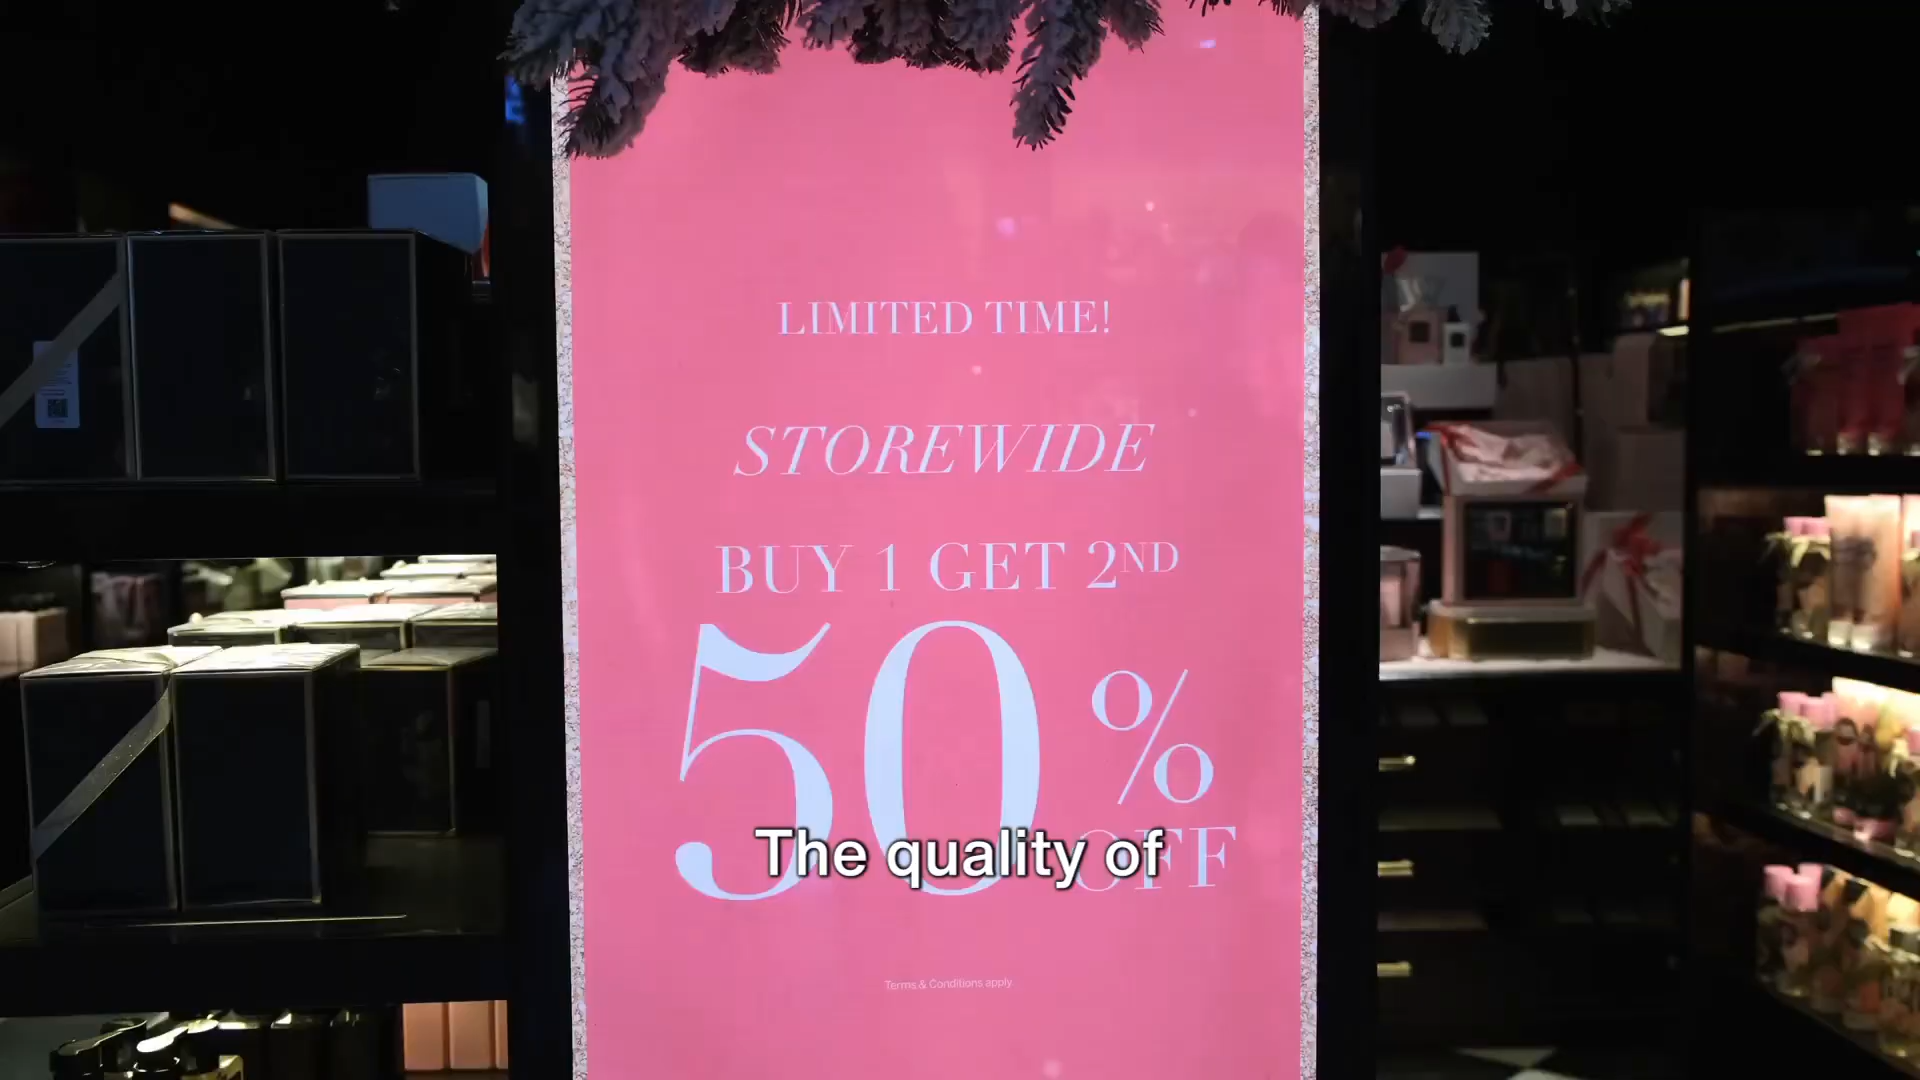 LIMITED TIME!
STOREWIDE
BUY 1 GET 2ND
50%
OFF
The quality of
Terms & Conditions apply